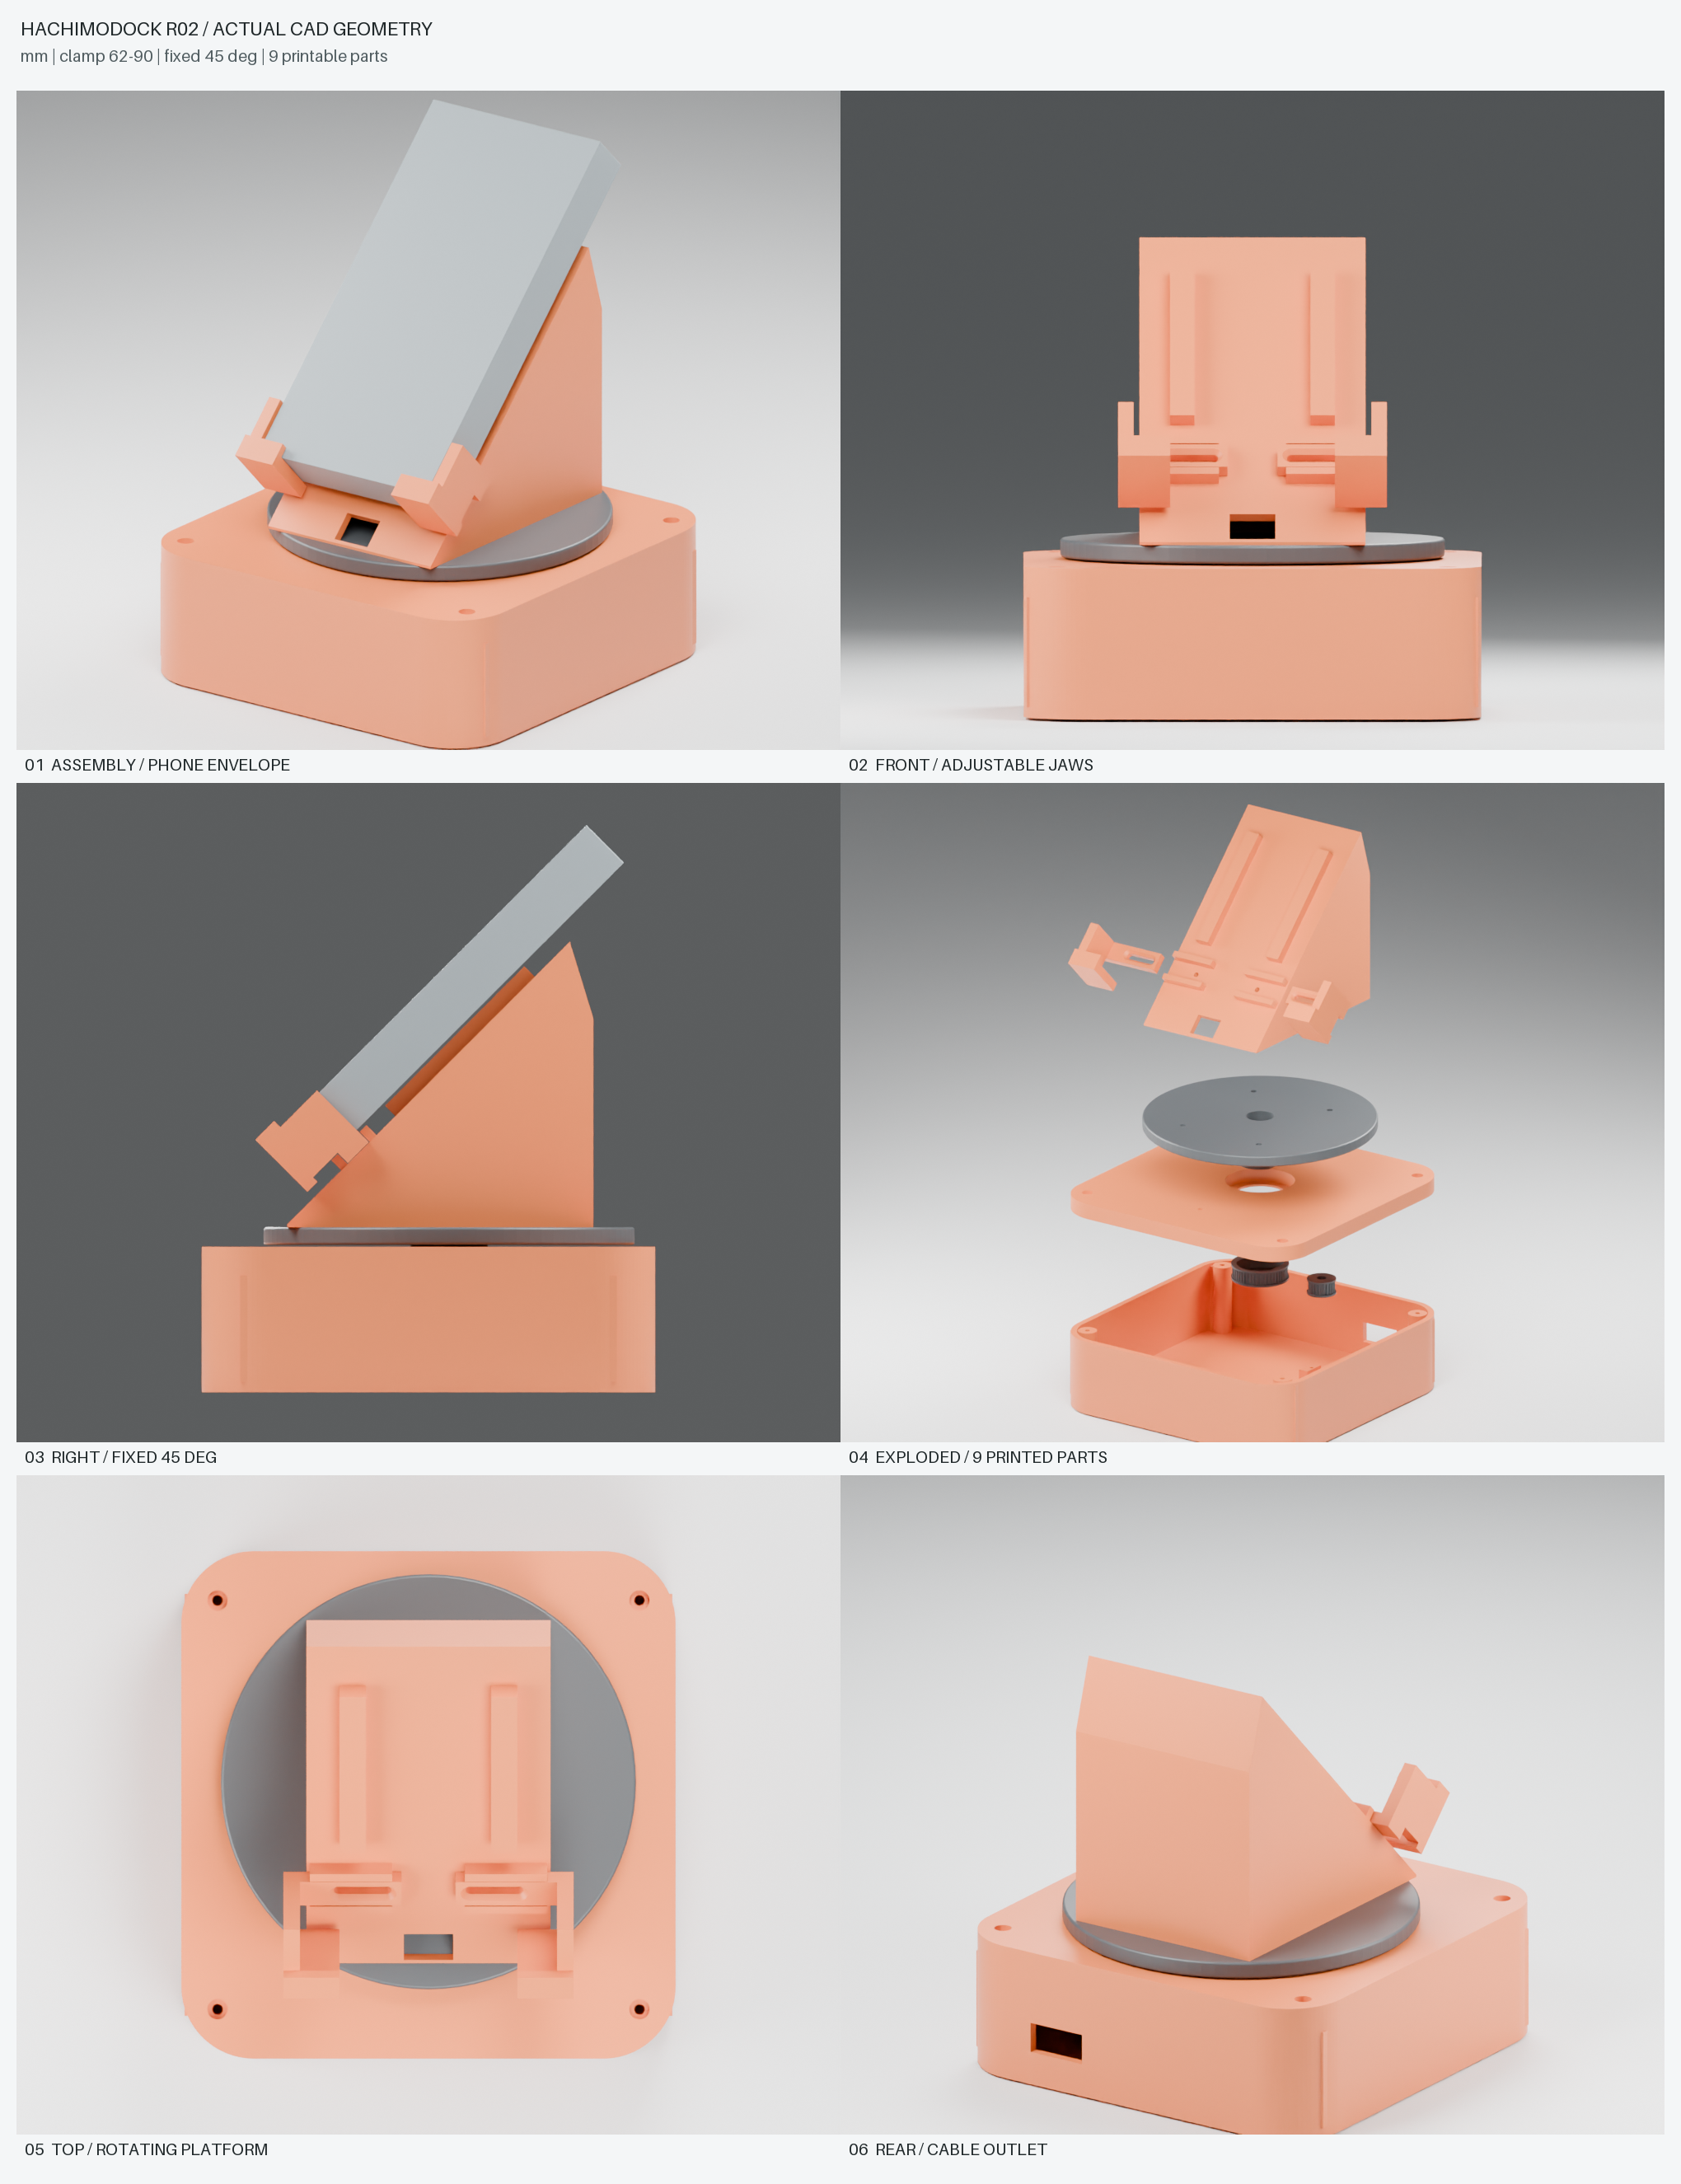 HACHIMODOCK R02 / ACTUAL CAD GEOMETRY
mm | clamp 62-90 | fixed 45 deg | 9 printable parts
01 ASSEMBLY / PHONE ENVELOPE
02 FRONT / ADJUSTABLE JAWS
03 RIGHT / FIXED 45 DEG
04 EXPLODED / 9 PRINTED PARTS
05 TOP / ROTATING PLATFORM
06 REAR / CABLE OUTLET